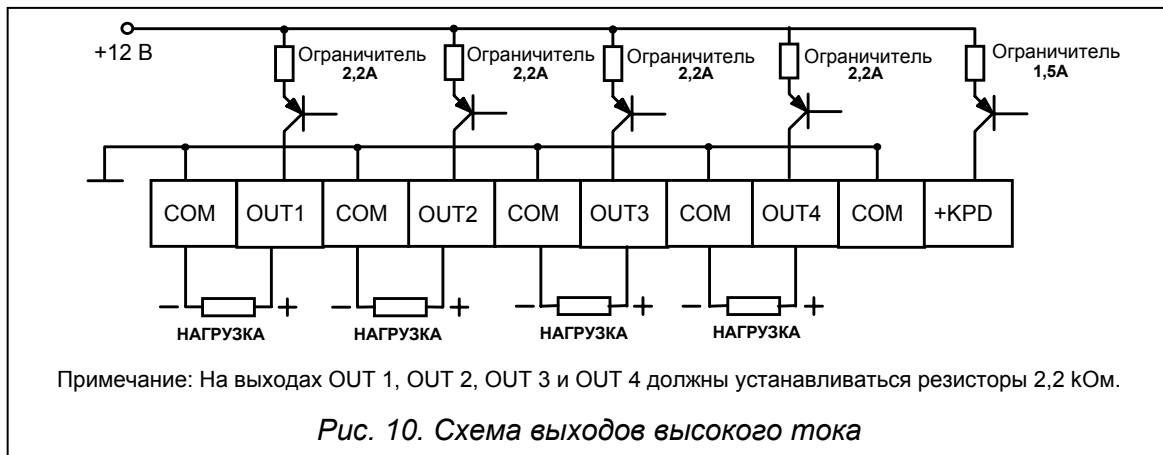 +12 В
Ограничитель
2,2А
Ограничитель
2,2А
Ограничитель
2,2А
Ограничитель
2,2А
Ограничитель
1,5А
COM OUT1 COM OUT2 COM OUT3 COM OUT4 COM +KPD
− + − + − + − +
НАГРУЗКА НАГРУЗКА НАГРУЗКА НАГРУЗКА
Примечание: На выходах OUT 1, OUT 2, OUT 3 и OUT 4 должны устанавливаться резисторы 2,2 kОм.
Рис. 10. Схема выходов высокого тока